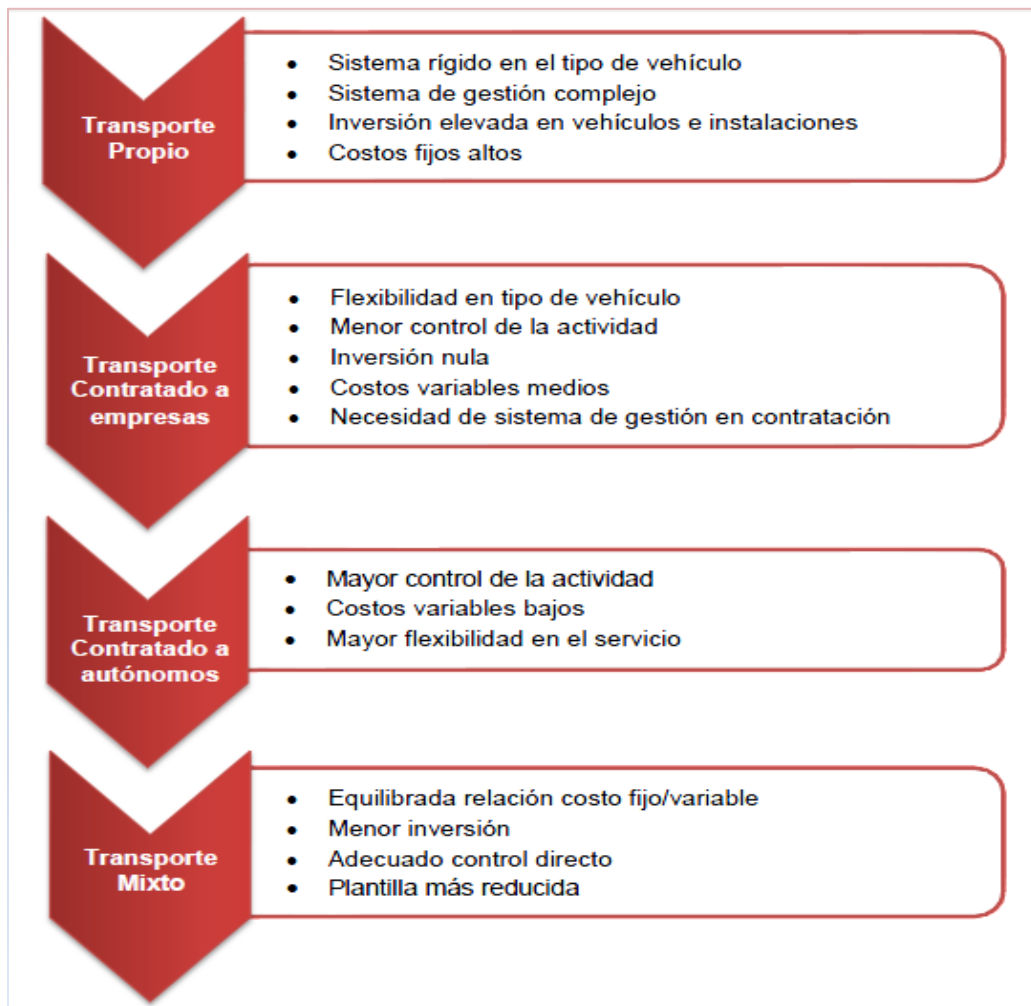 Transporte
Propio
• Sistema rígido en el tipo de vehículo
• Sistema de gestión complejo
• Inversión elevada en vehículos e instalaciones
• Costos fijos altos
Transporte
Contratado a
empresas
• Flexibilidad en tipo de vehículo
• Menor control de la actividad
• Inversión nula
• Costos variables medios
• Necesidad de sistema de gestión en contratación
Transporte
Contratado a
autónomos
• Mayor control de la actividad
• Costos variables bajos
• Mayor flexibilidad en el servicio
Transporte
Mixto
• Equilibrada relación costo fijo/variable
• Menor inversión
• Adecuado control directo
• Plantilla más reducida